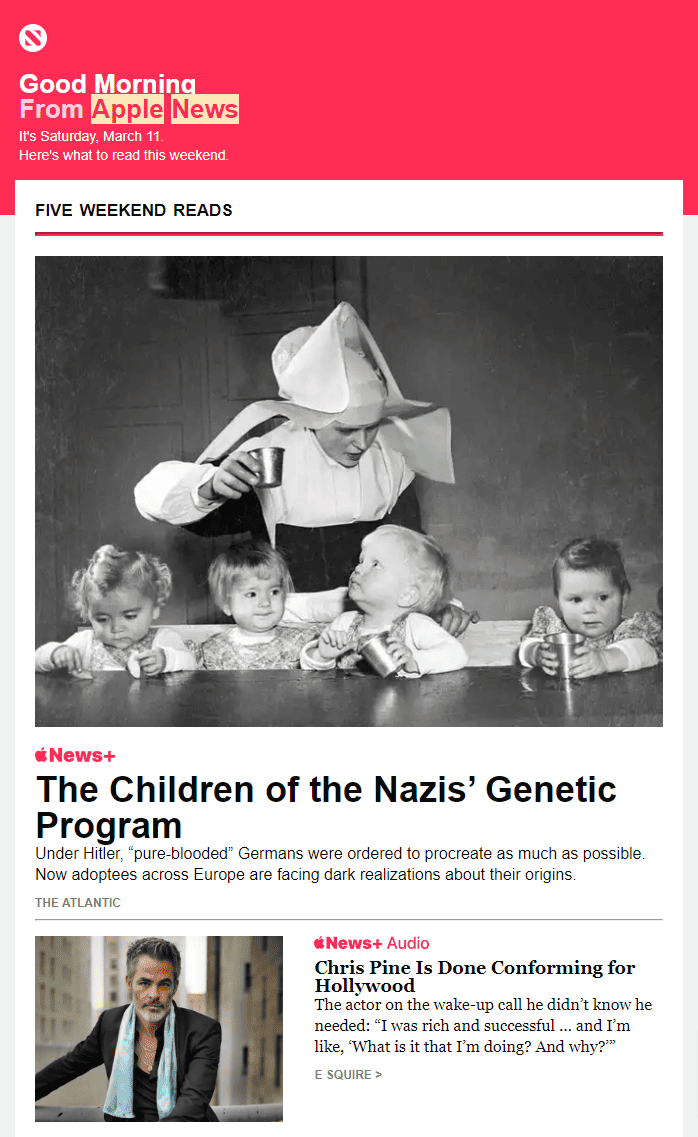 Good Morning
From Apple News
It's Saturday, March 11.
Here's what to read this weekend.
FIVE WEEKEND READS
News+
The Children of the Nazis’ Genetic
Program
Under Hitler, “pure-blooded” Germans were ordered to procreate as much as possible.
Now adoptees across Europe are facing dark realizations about their origins.
THE ATLANTIC
News+ Audio
Chris Pine Is Done Conforming for
Hollywood
The actor on the wake-up call he didn’t know he
needed: “I was rich and successful ... and I’m
like, ‘What is it that I’m doing? And why?’”
E SQUIRE >